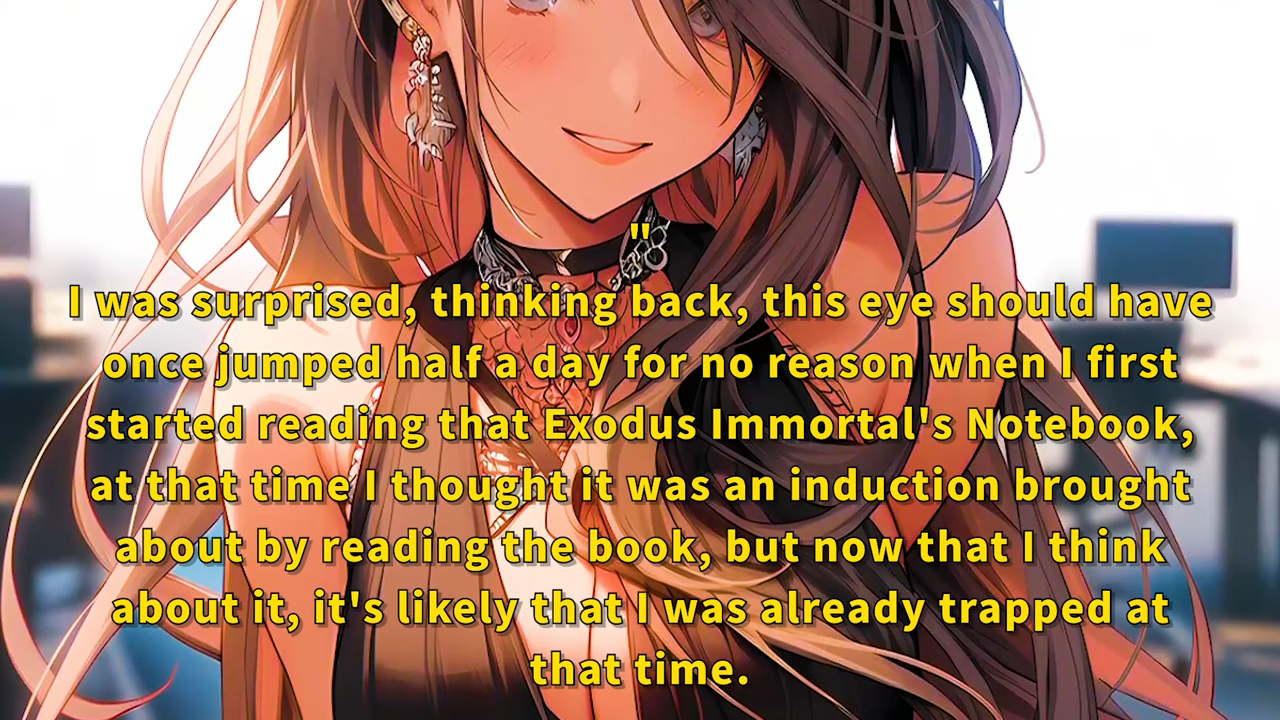 "
I was surprised, thinking back, this eye should have
once jumped half a day for no reason when I first
started reading that Exodus Immortal's Notebook,
at that time I thought it was an induction brought
about by reading the book, but now that I think
about it, it's likely that I was already trapped at
that time.